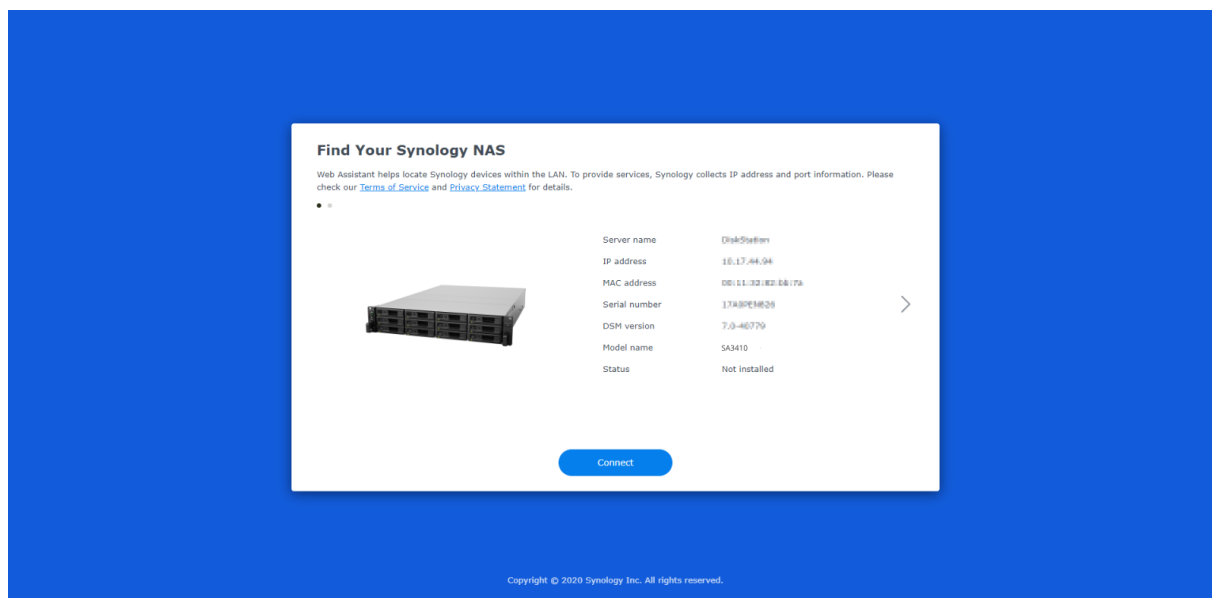 Find Your Synology NAS
Web Assistant helps locate Synology devices within the LAN. To provide services, Synology collects IP address and port information. Please
check our Terms of Service and Privacy Statement for details.
Server name DiskStation
IP address
MAC address
Serial number
DSM version
Model name SA3410
Status Not installed
Connect
Copyright © 2020 Synology Inc. All rights reserved.